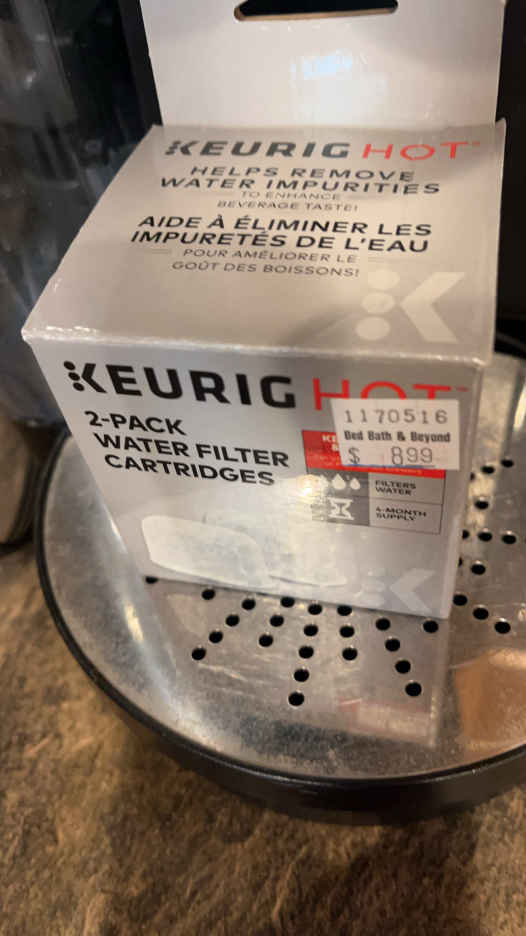 KEURIG HOT
HELPS REMOVE
WATER IMPURITIES
TO ENHANCE
BEVERAGE TASTE!
AIDE À ÉLIMINER LES
IMPURETÉS DE L'EAU
POUR AMÉLIORER LE
GOÛT DES BOISSONS!
KEURIG HOT™
2-PACK
WATER FILTER
CARTRIDGES
1170516
Bed Bath & Beyond
$ 8.99
FILTERS
WATER
4-MONTH
SUPPLY